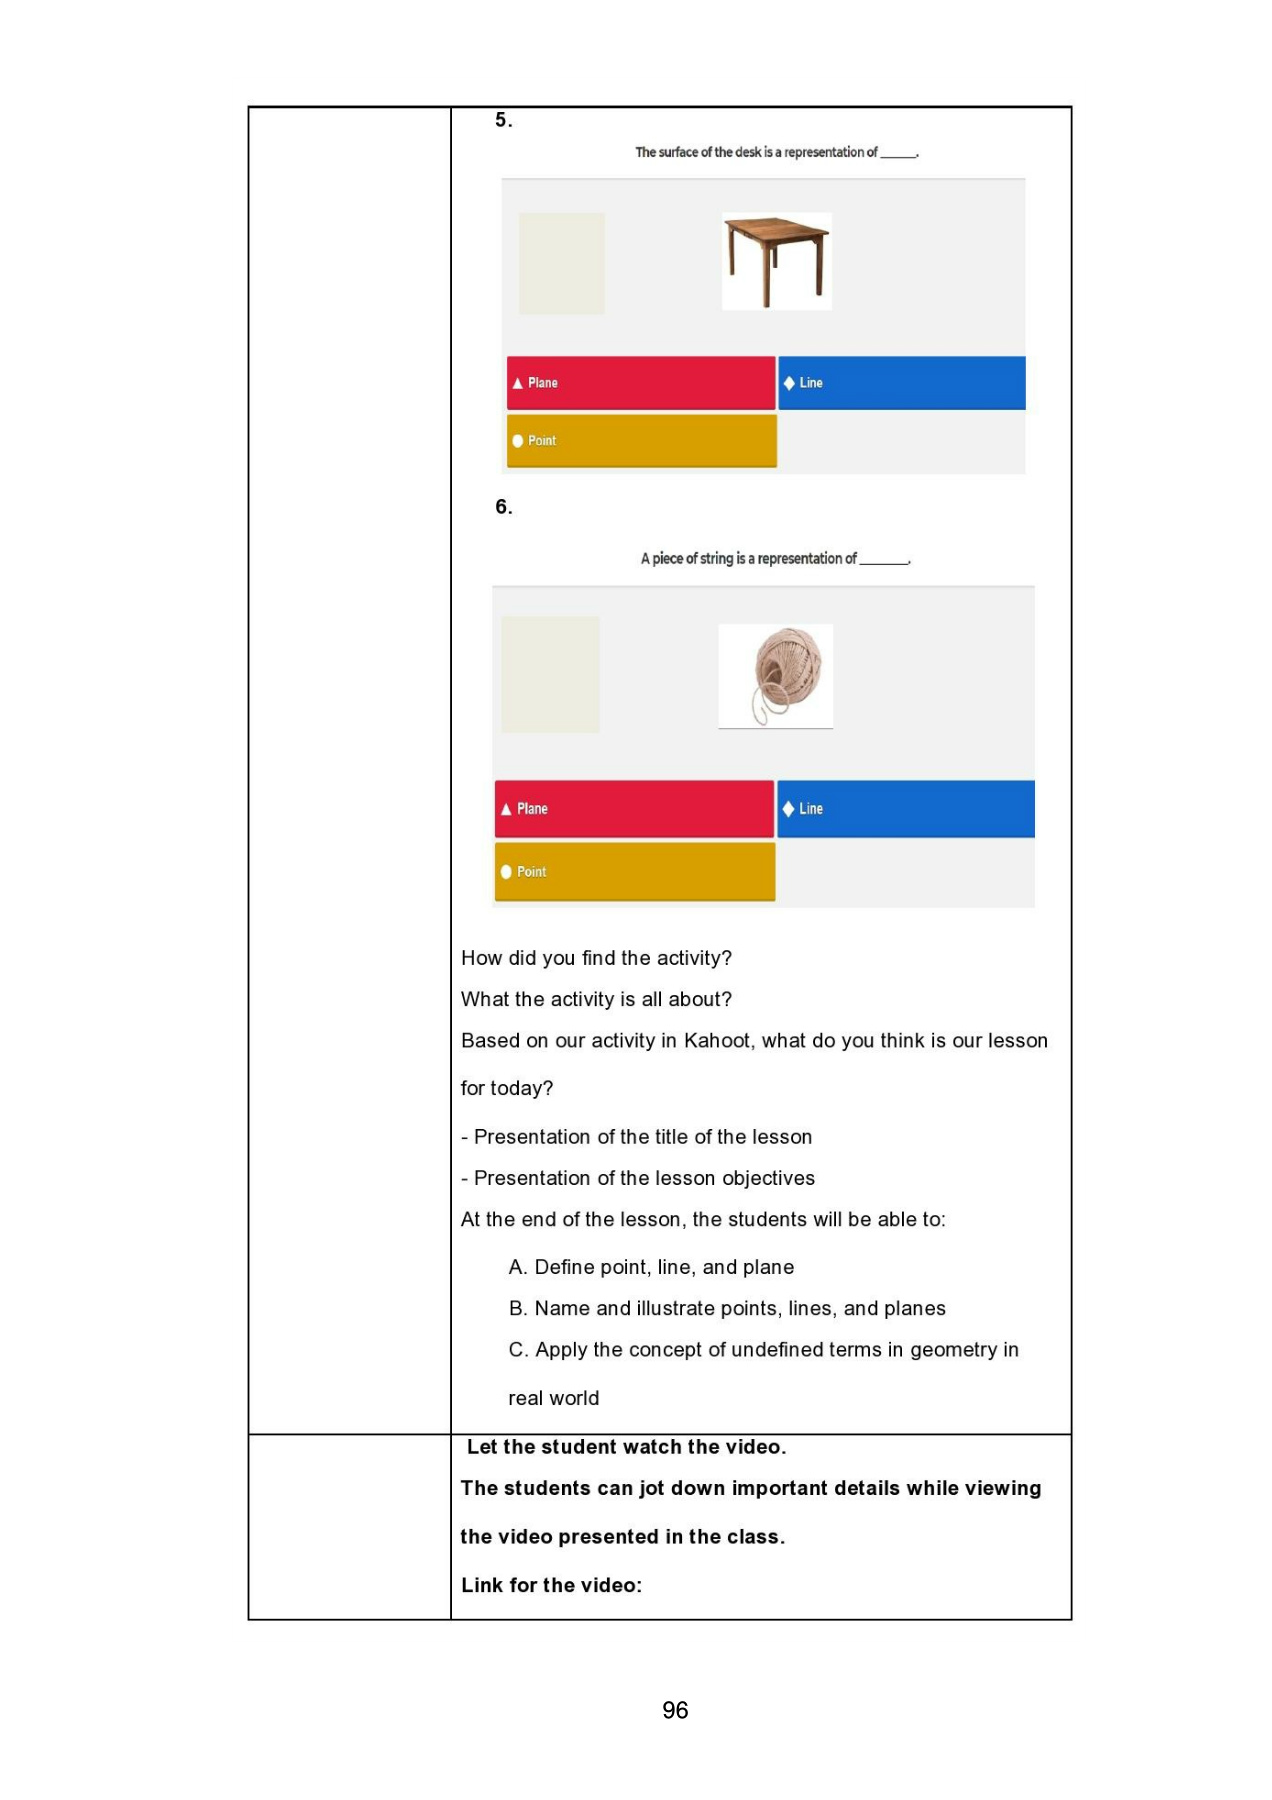 5.
The surface of the desk is a representation of _____.
Plane
Line
Point
6.
A piece of string is a representation of _______.
Plane
Line
Point
How did you find the activity?
What the activity is all about?
Based on our activity in Kahoot, what do you think is our lesson
for today?
- Presentation of the title of the lesson
- Presentation of the lesson objectives
At the end of the lesson, the students will be able to:
A. Define point, line, and plane
B. Name and illustrate points, lines, and planes
C. Apply the concept of undefined terms in geometry in
real world
Let the student watch the video.
The students can jot down important details while viewing
the video presented in the class.
Link for the video:
96